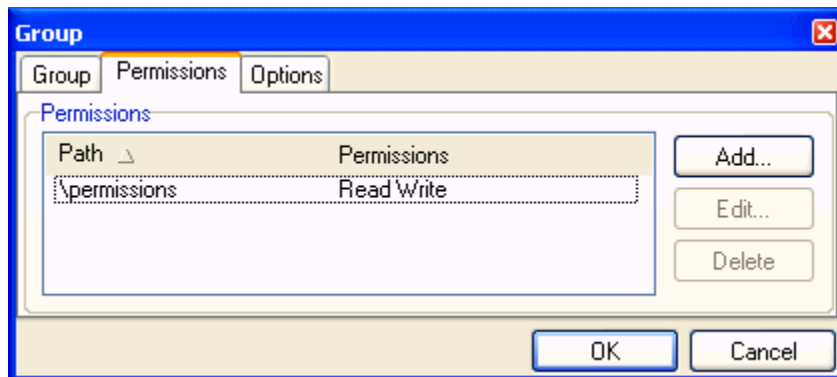 Group
Group Permissions Options
Permissions
Path Permissions
\permissions Read Write
Add...
Edit...
Delete
OK Cancel